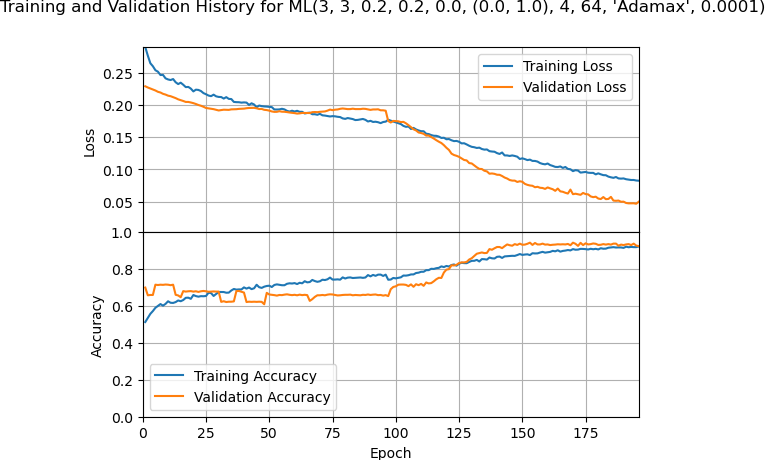 Training and Validation History for ML(3, 3, 0.2, 0.2, 0.0, (0.0, 1.0), 4, 64, 'Adamax', 0.0001)
Training Loss
Validation Loss
0.25
0.20
0.15
0.10
0.05
Loss
1.0
0.8
0.6
0.4
0.2
0.0
Accuracy
Training Accuracy
Validation Accuracy
0 25 50 75 100 125 150 175
Epoch